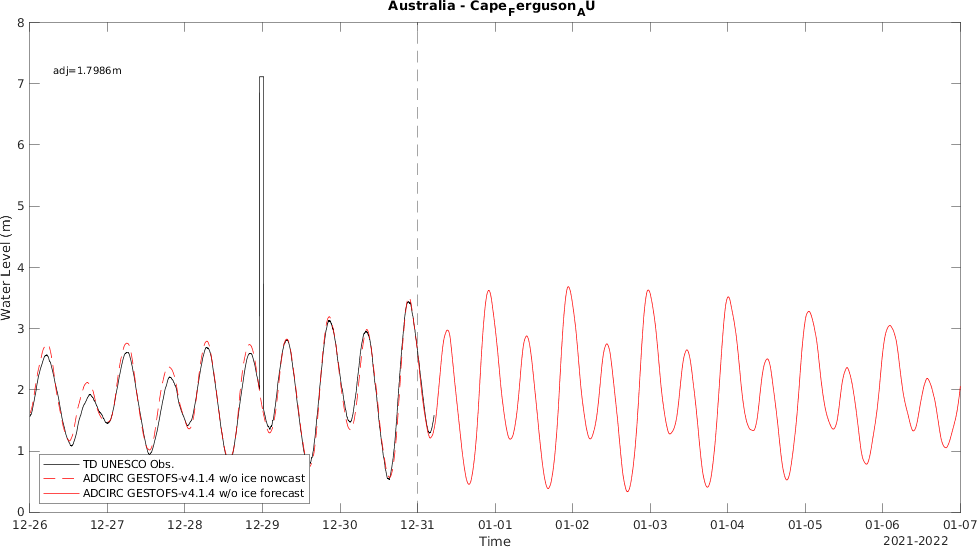 Australia - Cape_Ferguson_AU
8
adj=1.7986m
7
6
5
4
3
2
1
0
Water Level (m)
TD UNESCO Obs.
ADCIRC GESTOFS-v4.1.4 w/o ice nowcast
ADCIRC GESTOFS-v4.1.4 w/o ice forecast
12-26 12-27 12-28 12-29 12-30 12-31 01-01 01-02 01-03 01-04 01-05 01-06 01-07
Time
2021-2022